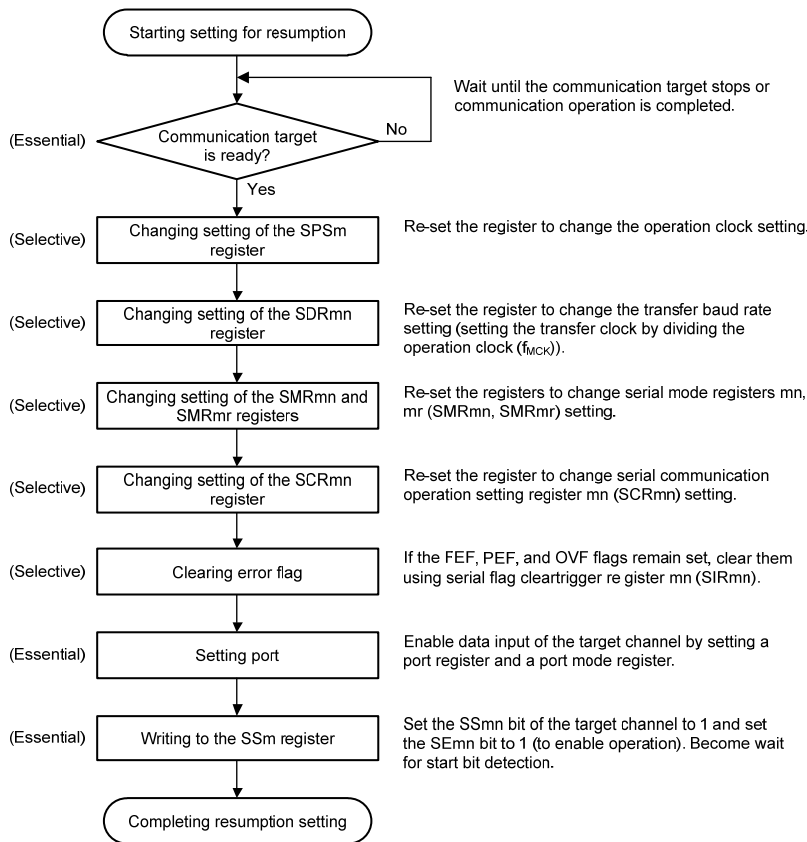 Starting setting for resumption
Wait until the communication target stops or
communication operation is completed.
No
(Essential)
Communication target
is ready?
Yes
(Selective)
Changing setting of the SPSm
register
Re-set the register to change the operation clock setting.
(Selective)
Changing setting of the SDRmn
register
Re-set the register to change the transfer baud rate
setting (setting the transfer clock by dividing the
operation clock (fMCK)).
(Selective)
Changing setting of the SMRmn and
SMRmr registers
Re-set the registers to change serial mode registers mn,
mr (SMRmn, SMRmr) setting.
(Selective)
Changing setting of the SCRmn
register
Re-set the register to change serial communication
operation setting register mn (SCRmn) setting.
(Selective)
Clearing error flag
If the FEF, PEF, and OVF flags remain set, clear them
using serial flag cleartrigger re gister mn (SIRmn).
(Essential)
Setting port
Enable data input of the target channel by setting a
port register and a port mode register.
(Essential)
Writing to the SSm register
Set the SSmn bit of the target channel to 1 and set
the SEmn bit to 1 (to enable operation). Become wait
for start bit detection.
Completing resumption setting